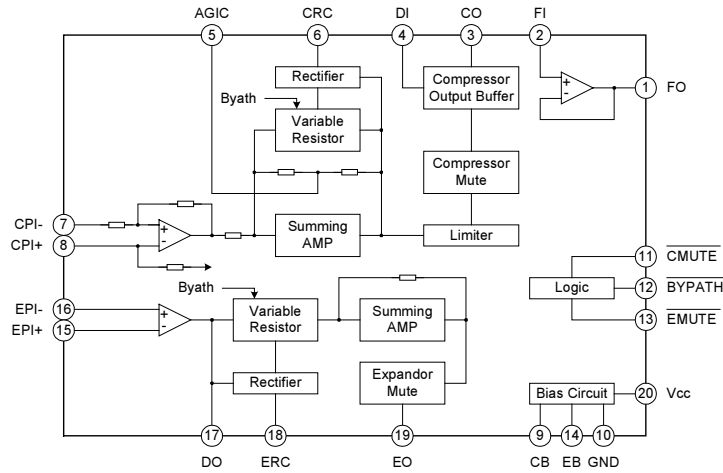 AGIC
CRC
DI
CO
FI
5
6
4
3
2
Rectifier
Compressor
Output Buffer
+
-
1
FO
Byath
Variable
Resistor
Compressor
Mute
CPI-
7
+
-
Summing
AMP
Limiter
CPI+
8
11
CMUTE
Logic
12
BYPATH
13
EMUTE
Byath
EPI-
16
+
-
Variable
Resistor
Summing
AMP
EPI+
15
Rectifier
Expandor
Mute
Bias Circuit
20
Vcc
17
18
19
9
14
10
DO
ERC
EO
CB
EB
GND